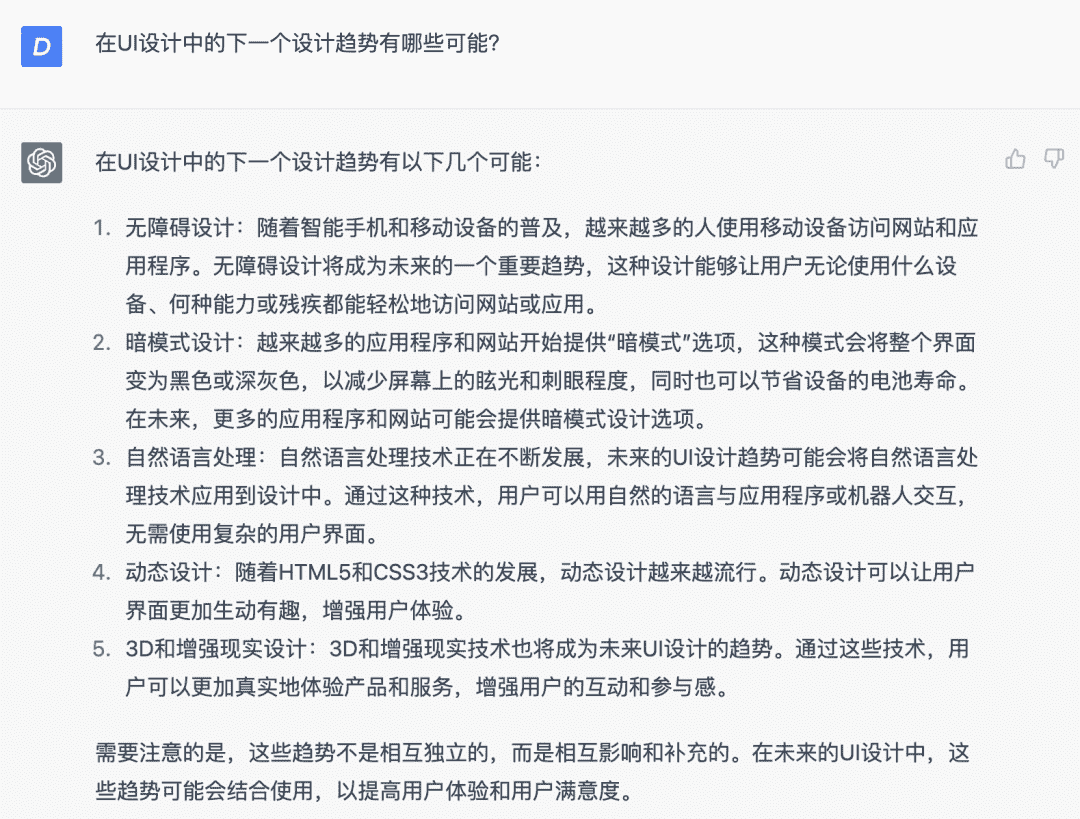 D
在UI设计中的下一个设计趋势有哪些可能?
在UI设计中的下一个设计趋势有以下几个可能：
1. 无障碍设计：随着智能手机和移动设备的普及，越来越多的人使用移动设备访问网站和应
用程序。无障碍设计将成为未来的一个重要趋势，这种设计能够让用户无论使用什么设
备、何种能力或残疾都能轻松地访问网站或应用。
2. 暗模式设计：越来越多的应用程序和网站开始提供“暗模式”选项，这种模式会将整个界面
变为黑色或深灰色，以减少屏幕上的眩光和刺眼程度，同时也可以节省设备的电池寿命。
在未来，更多的应用程序和网站可能会提供暗模式设计选项。
3. 自然语言处理：自然语言处理技术正在不断发展，未来的UI设计趋势可能会将自然语言处
理技术应用到设计中。通过这种技术，用户可以用自然的语言与应用程序或机器人交互，
无需使用复杂的用户界面。
4. 动态设计：随着HTML5和CSS3技术的发展，动态设计越来越流行。动态设计可以让用户
界面更加生动有趣，增强用户体验。
5. 3D和增强现实设计：3D和增强现实技术也将成为未来UI设计的趋势。通过这些技术，用
户可以更加真实地体验产品和服务，增强用户的互动和参与感。
需要注意的是，这些趋势不是相互独立的，而是相互影响和补充的。在未来的UI设计中，这
些趋势可能会结合使用，以提高用户体验和用户满意度。